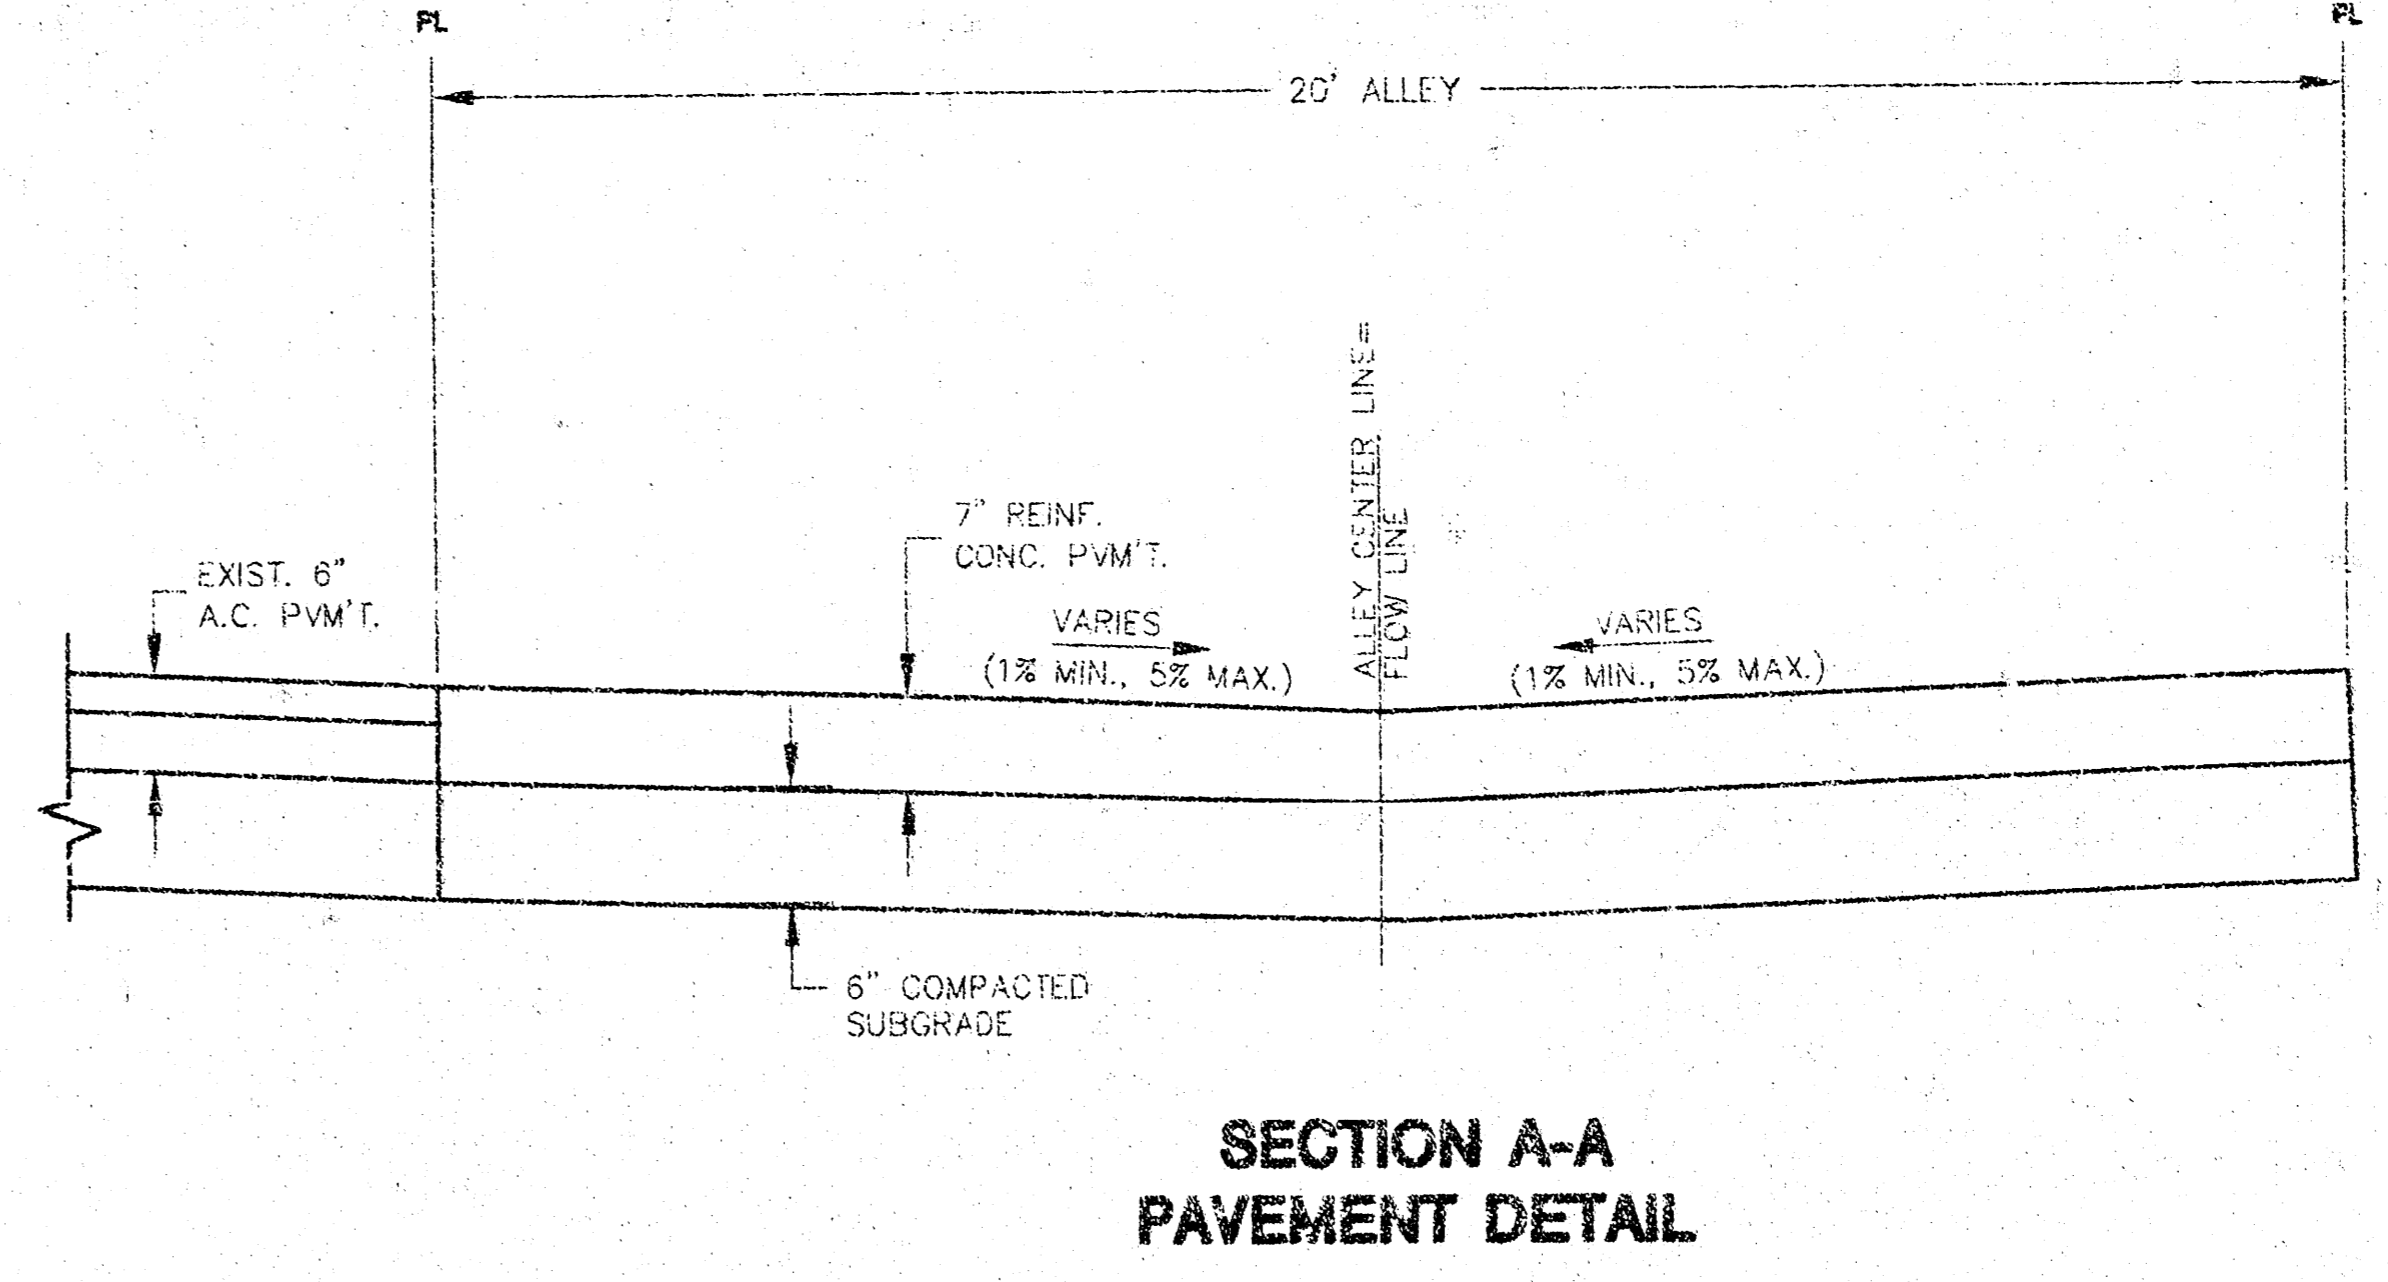 PL
PL
20' ALLEY
ALLEY CENTER LINE=
FLOW LINE
7" REINF.
CONC. PVM'T.
EXIST. 6"
A.C. PVM'T.
VARIES
(1% MIN., 5% MAX.)
VARIES
(1% MIN., 5% MAX.)
6" COMPACTED
SUBGRADE
SECTION A-A
PAVEMENT DETAIL